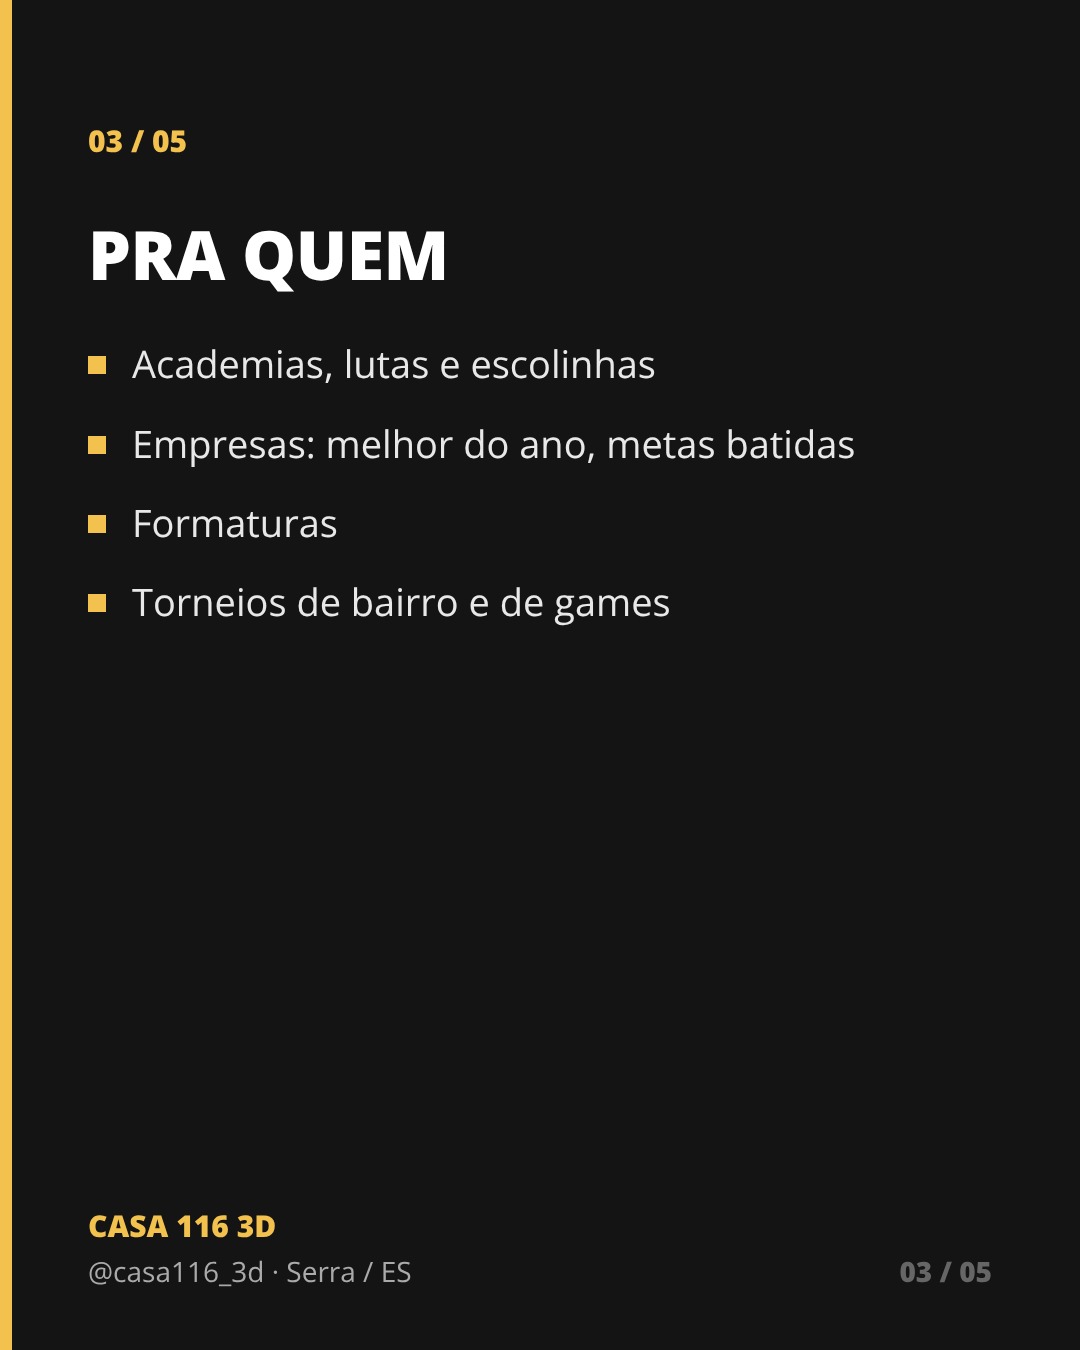 03 / 05
PRA QUEM
Academias, lutas e escolinhas
Empresas: melhor do ano, metas batidas
Formaturas
Torneios de bairro e de games
CASA 116 3D
@casa116_3d · Serra / ES
03 / 05